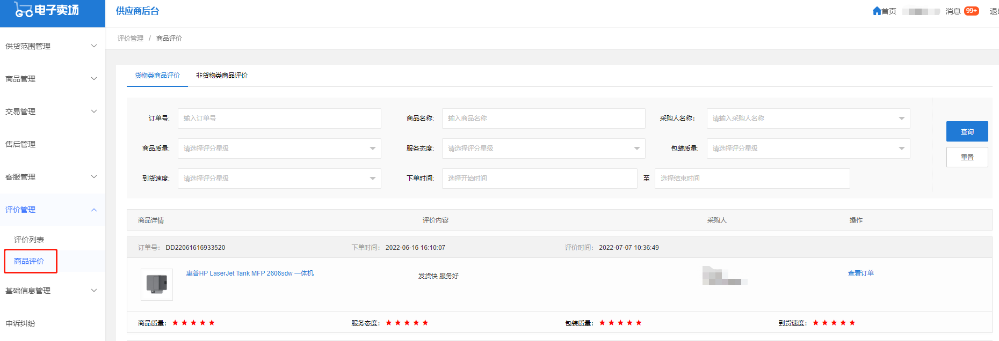 电子卖场
供应商后台
首页
消息 99+
供货范围管理
商品管理
交易管理
售后管理
客服管理
评价管理
评价列表
商品评价
基础信息管理
申诉纠纷
评价管理 / 商品评价
货物类商品评价 非货物类商品评价
订单号: 输入订单号 商品名称: 输入商品名称 采购人名称: 请输入采购人名称
商品质量: 请选择评分星级 服务态度: 请选择评分星级 包装质量: 请选择评分星级
到货速度: 请选择评分星级 下单时间: 选择开始时间 至 选择结束时间
查询
重置
商品详情 评价内容 采购人 操作
订单号: DD22061616933520 下单时间: 2022-06-16 16:10:07 评价时间: 2022-07-07 10:36:49
惠普HP LaserJet Tank MFP 2606sdw 一体机 发货快 服务好 查看订单
商品质量: ★★★★★ 服务态度: ★★★★★ 包装质量: ★★★★★ 到货速度: ★★★★★